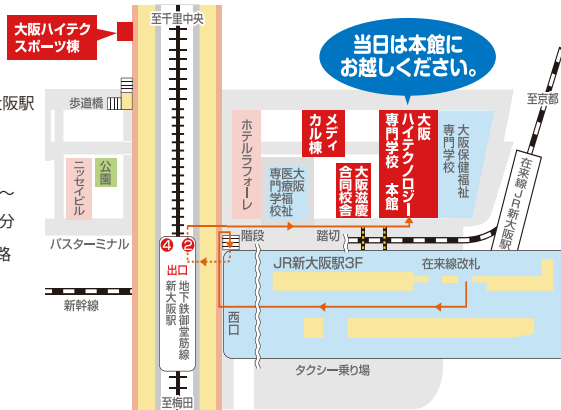 至千里中央
大阪ハイテク
スポーツ棟
当日は本館に
お越しください。
阪駅
歩道橋
至京都
ホテルラフォーレ
メディ
カル棟
大阪
ハイテクノロジー
専門学校 本館
大阪保健福祉
専門学校
大阪
医療福祉
専門学校
大阪滋慶
合同校舎
ニッセイビル
公園
在来線JR新大阪駅
～
分
路
バスターミナル
階段
踏切
④
②
出口
地下鉄御堂筋線
新大阪駅
JR新大阪駅3F
在来線改札
新幹線
西口
タクシー乗り場
至梅田